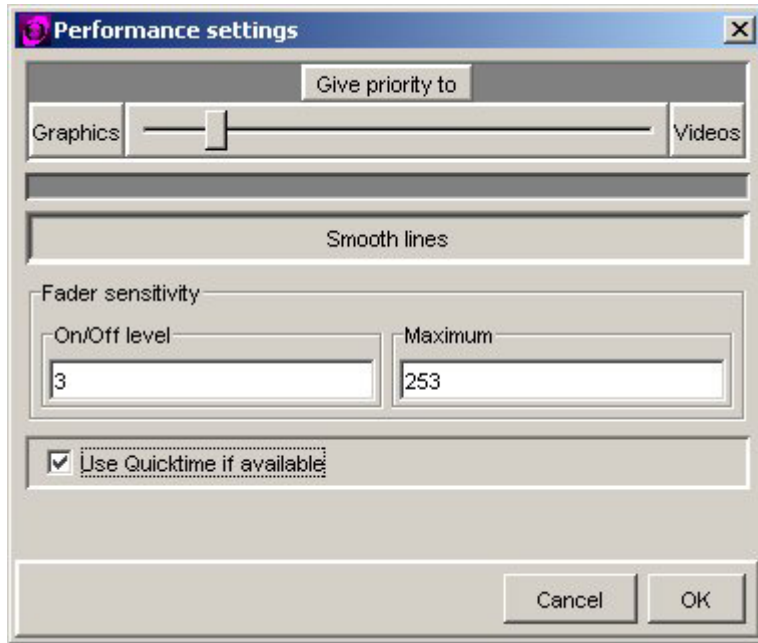 Performance settings
Give priority to
Graphics
Videos
Smooth lines
Fader sensitivity
On/Off level
Maximum
3
253
Use Quicktime if available
Cancel
OK